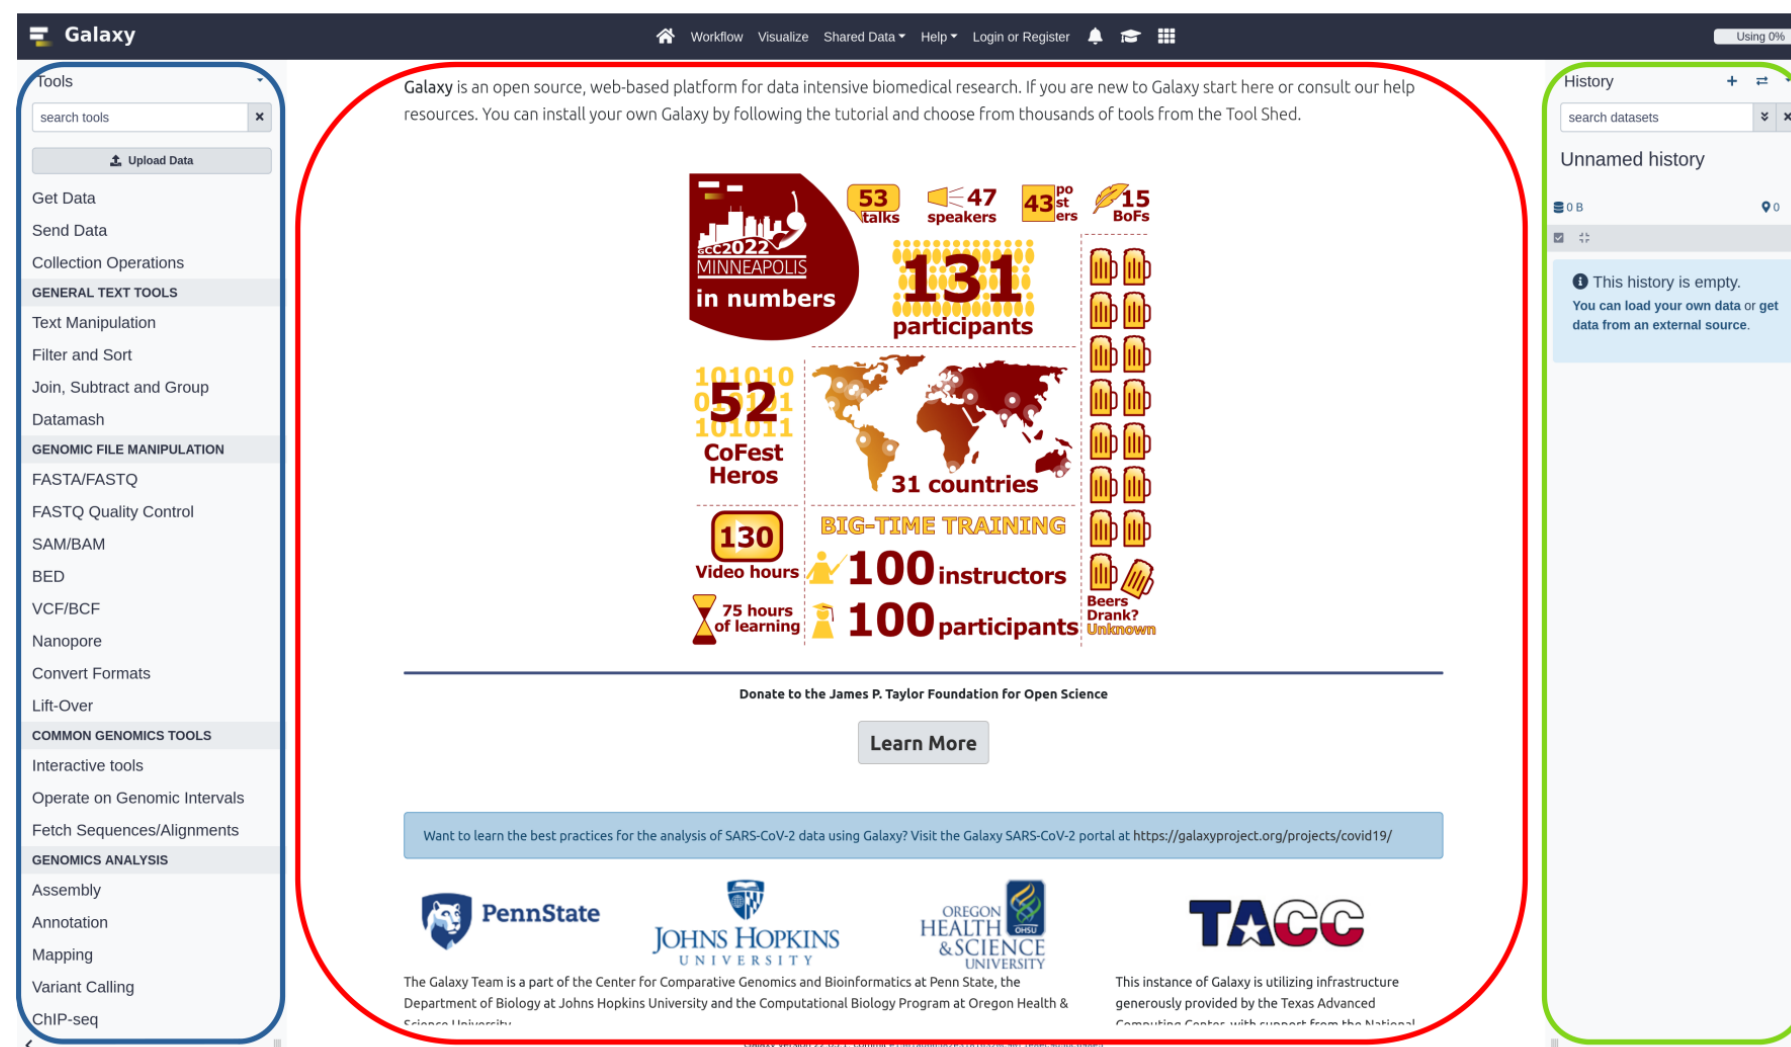 Galaxy
Workflow Visualize Shared Data Help Login or Register
Using 0%
Tools
search tools
Upload Data
Get Data
Send Data
Collection Operations
GENERAL TEXT TOOLS
Text Manipulation
Filter and Sort
Join, Subtract and Group
Datamash
GENOMIC FILE MANIPULATION
FASTA/FASTQ
FASTQ Quality Control
SAM/BAM
BED
VCF/BCF
Nanopore
Convert Formats
Lift-Over
COMMON GENOMICS TOOLS
Interactive tools
Operate on Genomic Intervals
Fetch Sequences/Alignments
GENOMICS ANALYSIS
Assembly
Annotation
Mapping
Variant Calling
ChIP-seq
Galaxy is an open source, web-based platform for data intensive biomedical research. If you are new to Galaxy start here or consult our help
resources. You can install your own Galaxy by following the tutorial and choose from thousands of tools from the Tool Shed.
GCC2022
MINNEAPOLIS
in numbers
53
talks
47
speakers
43 po
st
ers
15
BoFs
131
participants
101010
52
101011
CoFest
Heros
31 countries
130
Video hours
75 hours
of learning
BIG-TIME TRAINING
100 instructors
100 participants
Beers
Drank?
Unknown
Donate to the James P. Taylor Foundation for Open Science
Learn More
Want to learn the best practices for the analysis of SARS-CoV-2 data using Galaxy? Visit the Galaxy SARS-CoV-2 portal at https://galaxyproject.org/projects/covid19/
PennState
JOHNS HOPKINS
UNIVERSITY
OREGON
HEALTH
&SCIENCE
UNIVERSITY
OHSU
TACC
The Galaxy Team is a part of the Center for Comparative Genomics and Bioinformatics at Penn State, the
Department of Biology at Johns Hopkins University and the Computational Biology Program at Oregon Health &
Science University.
This instance of Galaxy is utilizing infrastructure
generously provided by the Texas Advanced
Computing Center, with support from the National
History
search datasets
Unnamed history
0 B
0
This history is empty.
You can load your own data or get
data from an external source.